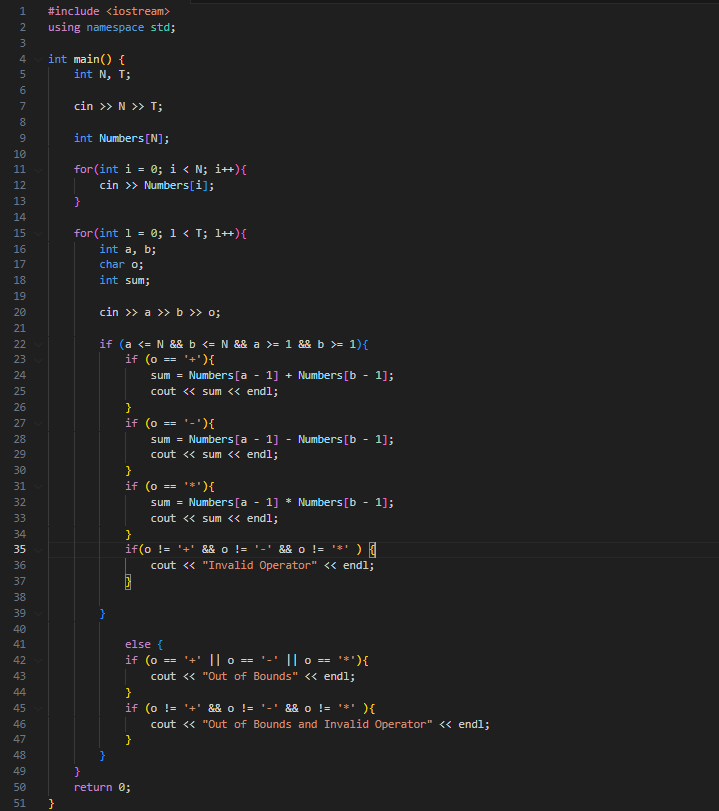 1 #include <iostream>
2 using namespace std;
3
4 int main() {
5     int N, T;
6
7     cin >> N >> T;
8
9     int Numbers[N];
10
11     for(int i = 0; i < N; i++){
12         cin >> Numbers[i];
13     }
14
15     for(int l = 0; l < T; l++){
16         int a, b;
17         char o;
18         int sum;
19
20         cin >> a >> b >> o;
21
22         if (a <= N && b <= N && a >= 1 && b >= 1){
23             if (o == '+'){
24                 sum = Numbers[a - 1] + Numbers[b - 1];
25                 cout << sum << endl;
26             }
27             if (o == '-'){
28                 sum = Numbers[a - 1] - Numbers[b - 1];
29                 cout << sum << endl;
30             }
31             if (o == '*'){
32                 sum = Numbers[a - 1] * Numbers[b - 1];
33                 cout << sum << endl;
34             }
35             if(o != '+' && o != '-' && o != '*' ) {
36                 cout << "Invalid Operator" << endl;
37             }
38
39         }
40
41             else {
42             if (o == '+' || o == '-' || o == '*'){
43                 cout << "Out of Bounds" << endl;
44             }
45             if (o != '+' && o != '-' && o != '*' ){
46                 cout << "Out of Bounds and Invalid Operator" << endl;
47             }
48         }
49     }
50     return 0;
51 }